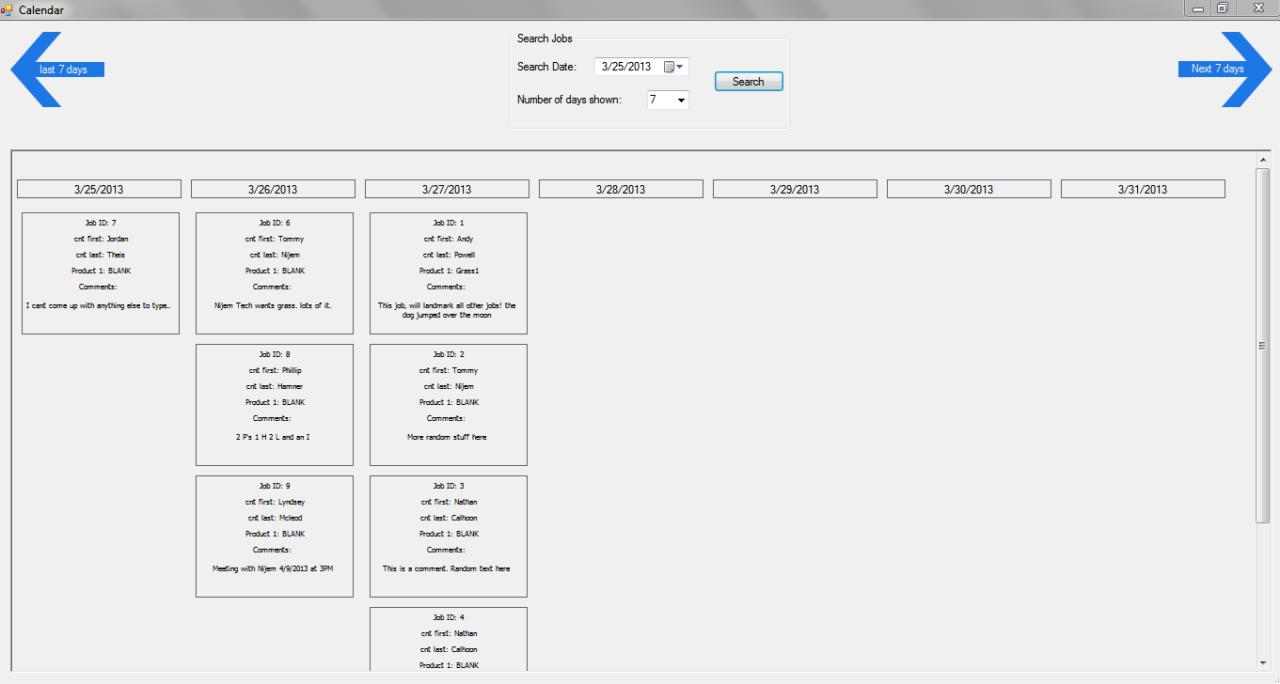 Calendar
last 7 days
Search Jobs
Search Date: 3/25/2013
Number of days shown: 7
Search
Next 7 days
3/25/2013 3/26/2013 3/27/2013 3/28/2013 3/29/2013 3/30/2013 3/31/2013
Job ID: 7
cnt first: Jordan
cnt last: Theis
Product 1: BLANK
Comments:
I cant come up with anything else to type..
Job ID: 6
cnt first: Tommy
cnt last: Nijem
Product 1: BLANK
Comments:
Nijem Tech wants grass. lots of it.
Job ID: 8
cnt first: Phillip
cnt last: Hamner
Product 1: BLANK
Comments:
2 P's 1 H 2 L and an I
Job ID: 9
cnt first: Lyndsey
cnt last: Mcleod
Product 1: BLANK
Comments:
Meeting with Nijem 4/9/2013 at 3PM
Job ID: 1
cnt first: Andy
cnt last: Powell
Product 1: Grass1
Comments:
This job, will landmark all other jobs! the
dog jumped over the moon
Job ID: 2
cnt first: Tommy
cnt last: Nijem
Product 1: BLANK
Comments:
More random stuff here
Job ID: 3
cnt first: Nathan
cnt last: Calhoon
Product 1: BLANK
Comments:
This is a comment. Random text here
Job ID: 4
cnt first: Nathan
cnt last: Calhoon
Product 1: BLANK